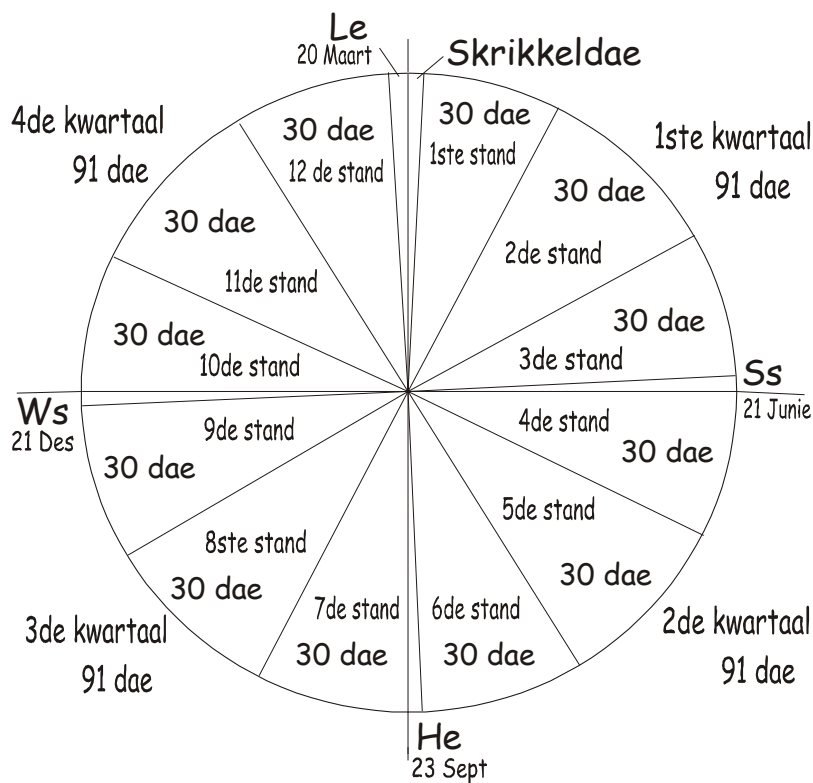 Le
20 Maart
Skrikkeldae
4de kwartaal
91 dae
1ste kwartaal
91 dae
30 dae
12 de stand
30 dae
1ste stand
30 dae
2de stand
30 dae
11de stand
30 dae
3de stand
30 dae
10de stand
Ss
21 Junie
Ws
21 Des
4de stand
30 dae
9de stand
30 dae
5de stand
30 dae
8ste stand
30 dae
7de stand
30 dae
6de stand
30 dae
3de kwartaal
91 dae
2de kwartaal
91 dae
He
23 Sept